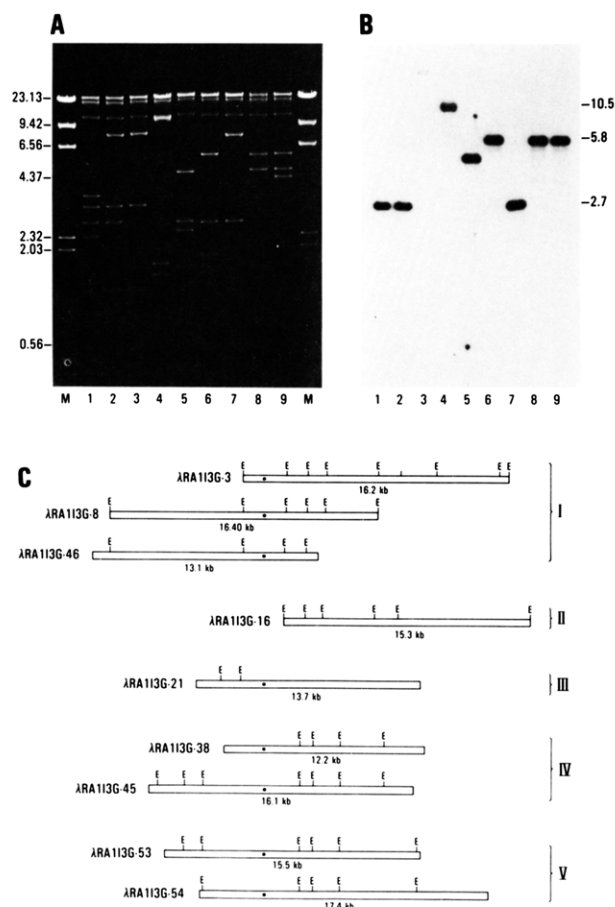 A
23.13
9.42
6.56
4.37
2.32
2.03
0.56
M 1 2 3 4 5 6 7 8 9 M
B
10.5
5.8
2.7
1 2 3 4 5 6 7 8 9
C
λRA1I3G-3
E E E E E E E E
16.2 kb
λRA1I3G-8
E E E E E E
16.40 kb
λRA1I3G-46
E E E E
13.1 kb
I
λRA1I3G-16
E E E E E E
15.3 kb
II
λRA1I3G-21
E E
13.7 kb
III
λRA1I3G-38
E E E E
12.2 kb
λRA1I3G-45
E E E E E E E
16.1 kb
IV
λRA1I3G-53
E E E E E E
15.5 kb
λRA1I3G-54
E E E E E
17.4 kb
V